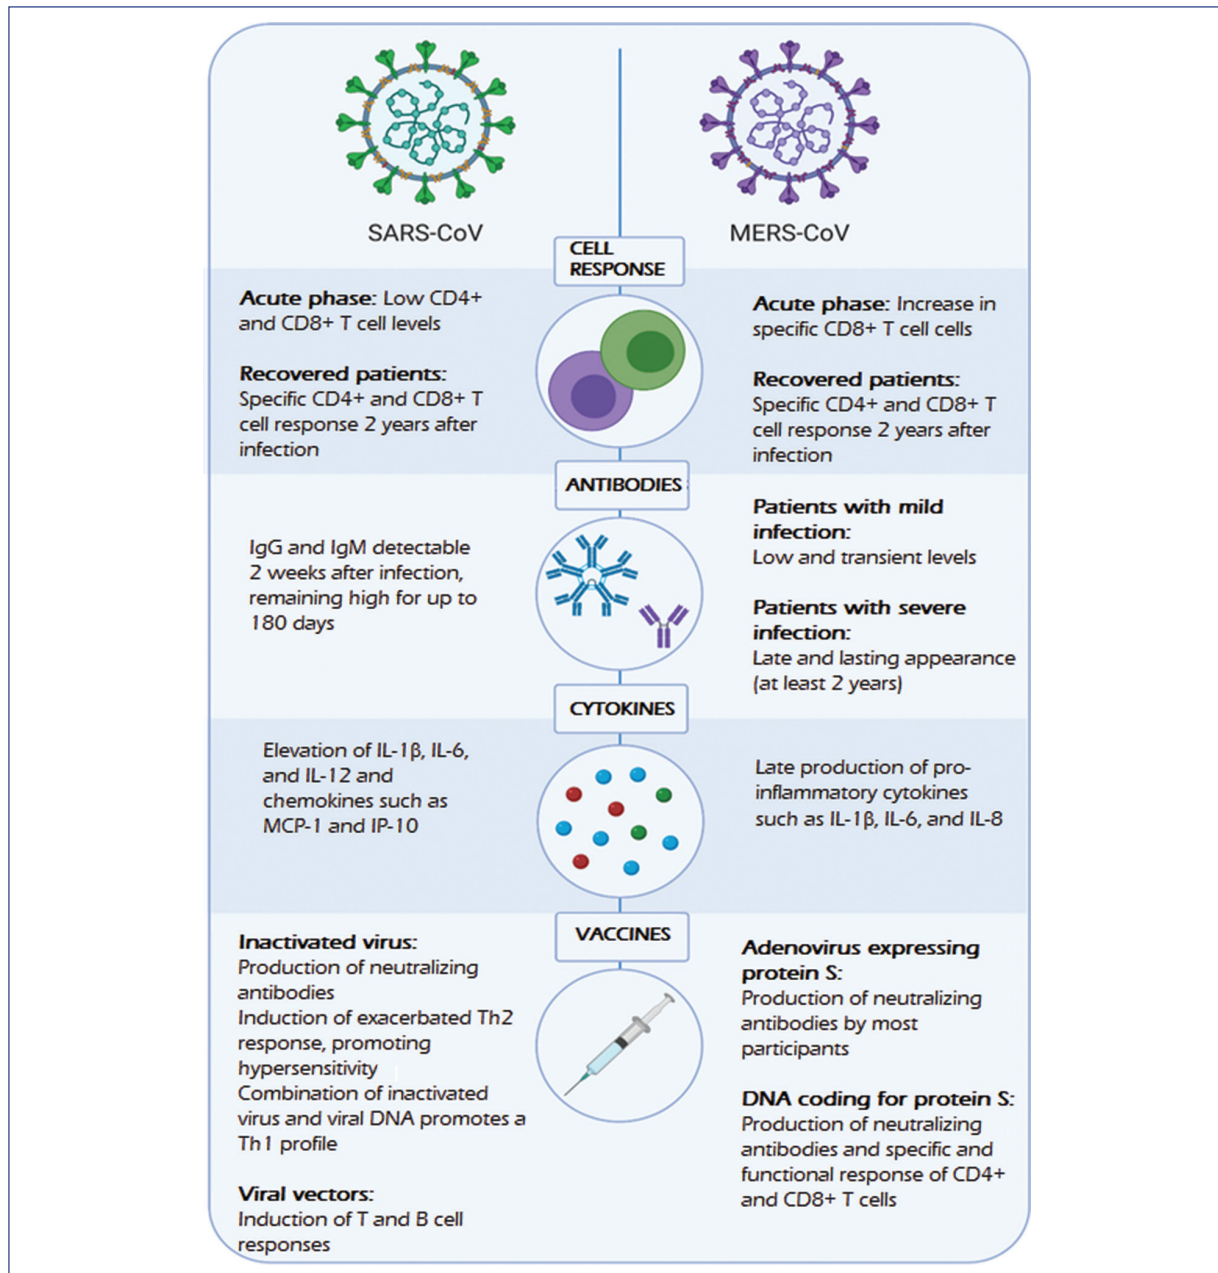 SARS-CoV
MERS-CoV
CELL
RESPONSE
Acute phase: Low CD4+
and CD8+ T cell levels
Recovered patients:
Specific CD4+ and CD8+ T
cell response 2 years after
infection
Acute phase: Increase in
specific CD8+ T cell cells
Recovered patients:
Specific CD4+ and CD8+ T
cell response 2 years after
infection
ANTIBODIES
IgG and IgM detectable
2 weeks after infection,
remaining high for up to
180 days
Patients with mild
infection:
Low and transient levels
Patients with severe
infection:
Late and lasting appearance
(at least 2 years)
CYTOKINES
Elevation of IL-1β, IL-6,
and IL-12 and
chemokines such as
MCP-1 and IP-10
Late production of pro-
inflammatory cytokines
such as IL-1β, IL-6, and IL-8
VACCINES
Inactivated virus:
Production of neutralizing
antibodies
Induction of exacerbated Th2
response, promoting
hypersensitivity
Combination of inactivated
virus and viral DNA promotes a
Th1 profile
Viral vectors:
Induction of T and B cell
responses
Adenovirus expressing
protein S:
Production of neutralizing
antibodies by most
participants
DNA coding for protein S:
Production of neutralizing
antibodies and specific and
functional response of CD4+
and CD8+ T cells